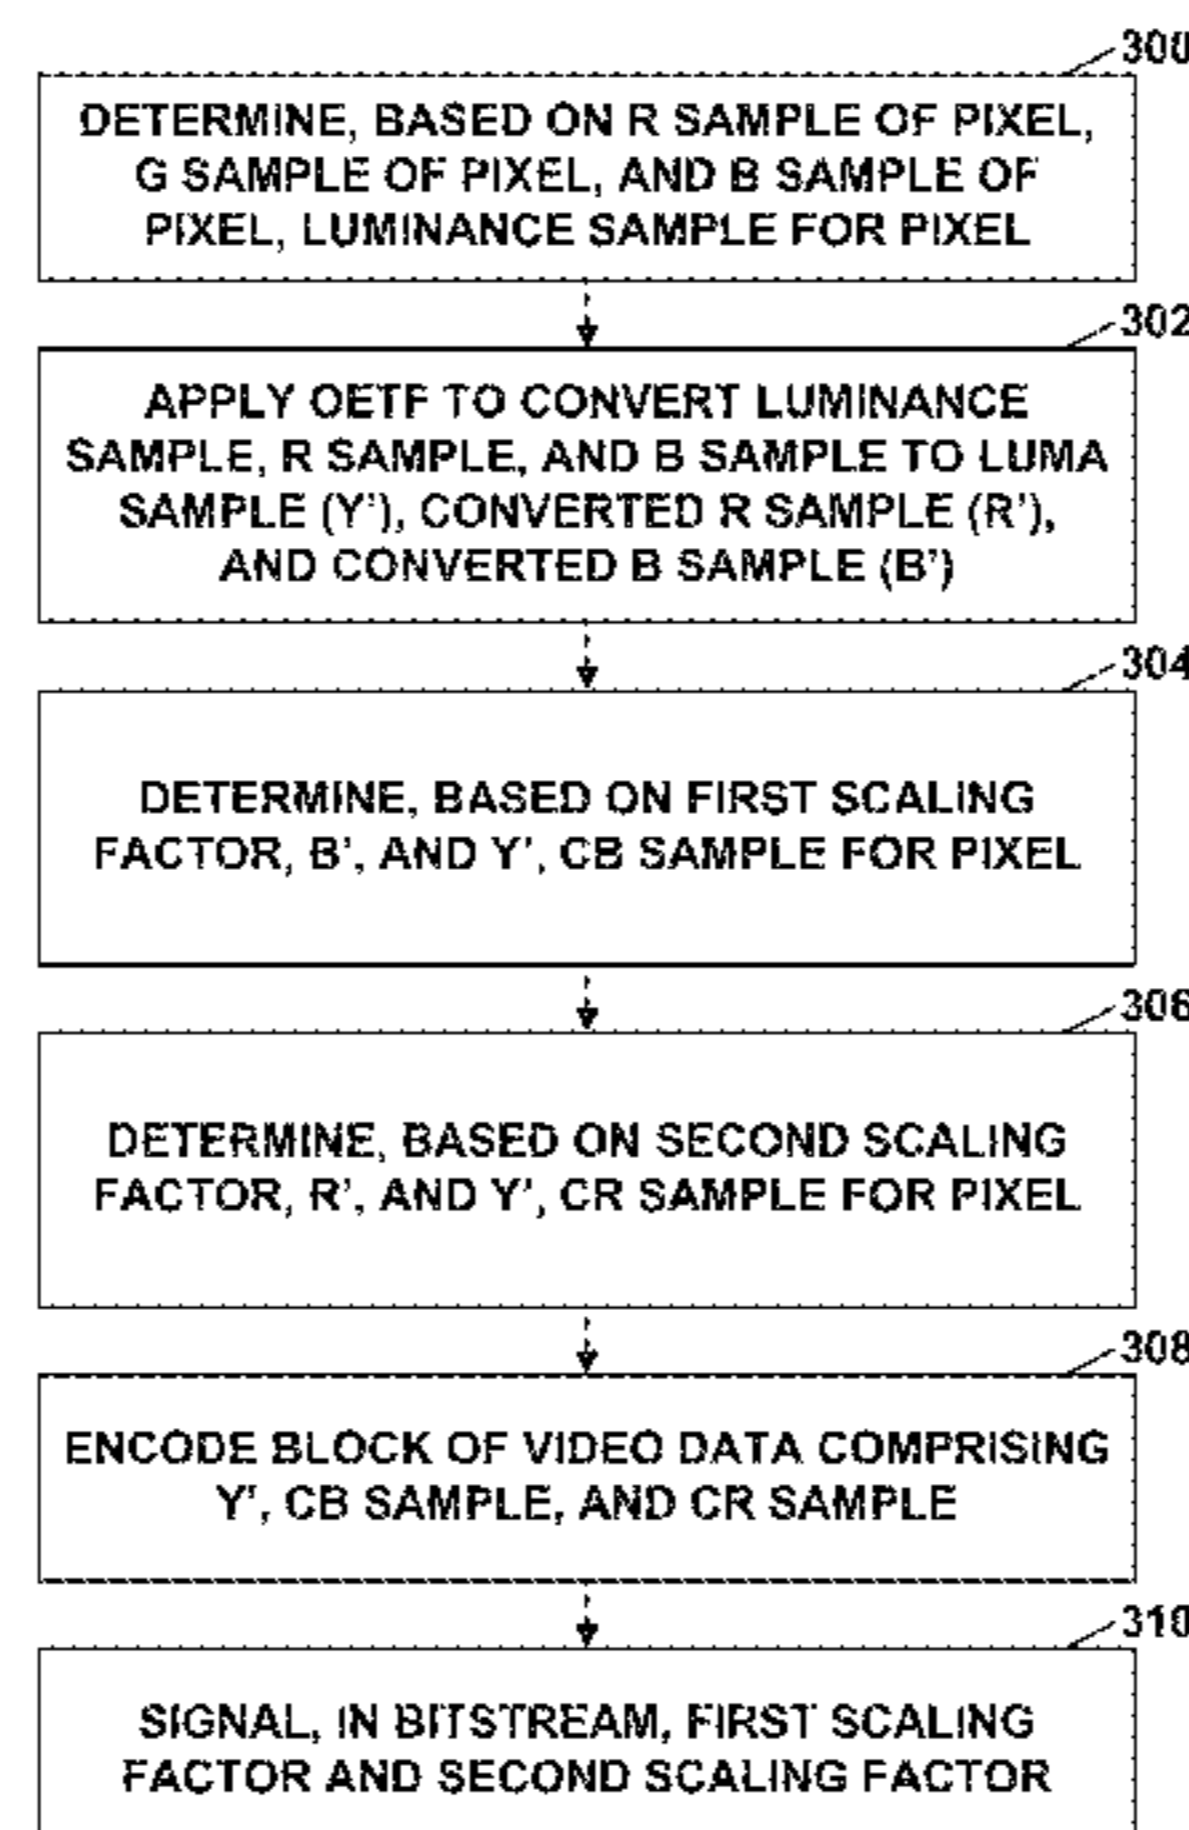 300
DETERMINE, BASED ON R SAMPLE OF PIXEL,
G SAMPLE OF PIXEL, AND B SAMPLE OF
PIXEL, LUMINANCE SAMPLE FOR PIXEL
302
APPLY OETF TO CONVERT LUMINANCE
SAMPLE, R SAMPLE, AND B SAMPLE TO LUMA
SAMPLE (Y’), CONVERTED R SAMPLE (R’),
AND CONVERTED B SAMPLE (B’)
304
DETERMINE, BASED ON FIRST SCALING
FACTOR, B’, AND Y’, CB SAMPLE FOR PIXEL
306
DETERMINE, BASED ON SECOND SCALING
FACTOR, R’, AND Y’, CR SAMPLE FOR PIXEL
308
ENCODE BLOCK OF VIDEO DATA COMPRISING
Y’, CB SAMPLE, AND CR SAMPLE
310
SIGNAL, IN BITSTREAM, FIRST SCALING
FACTOR AND SECOND SCALING FACTOR